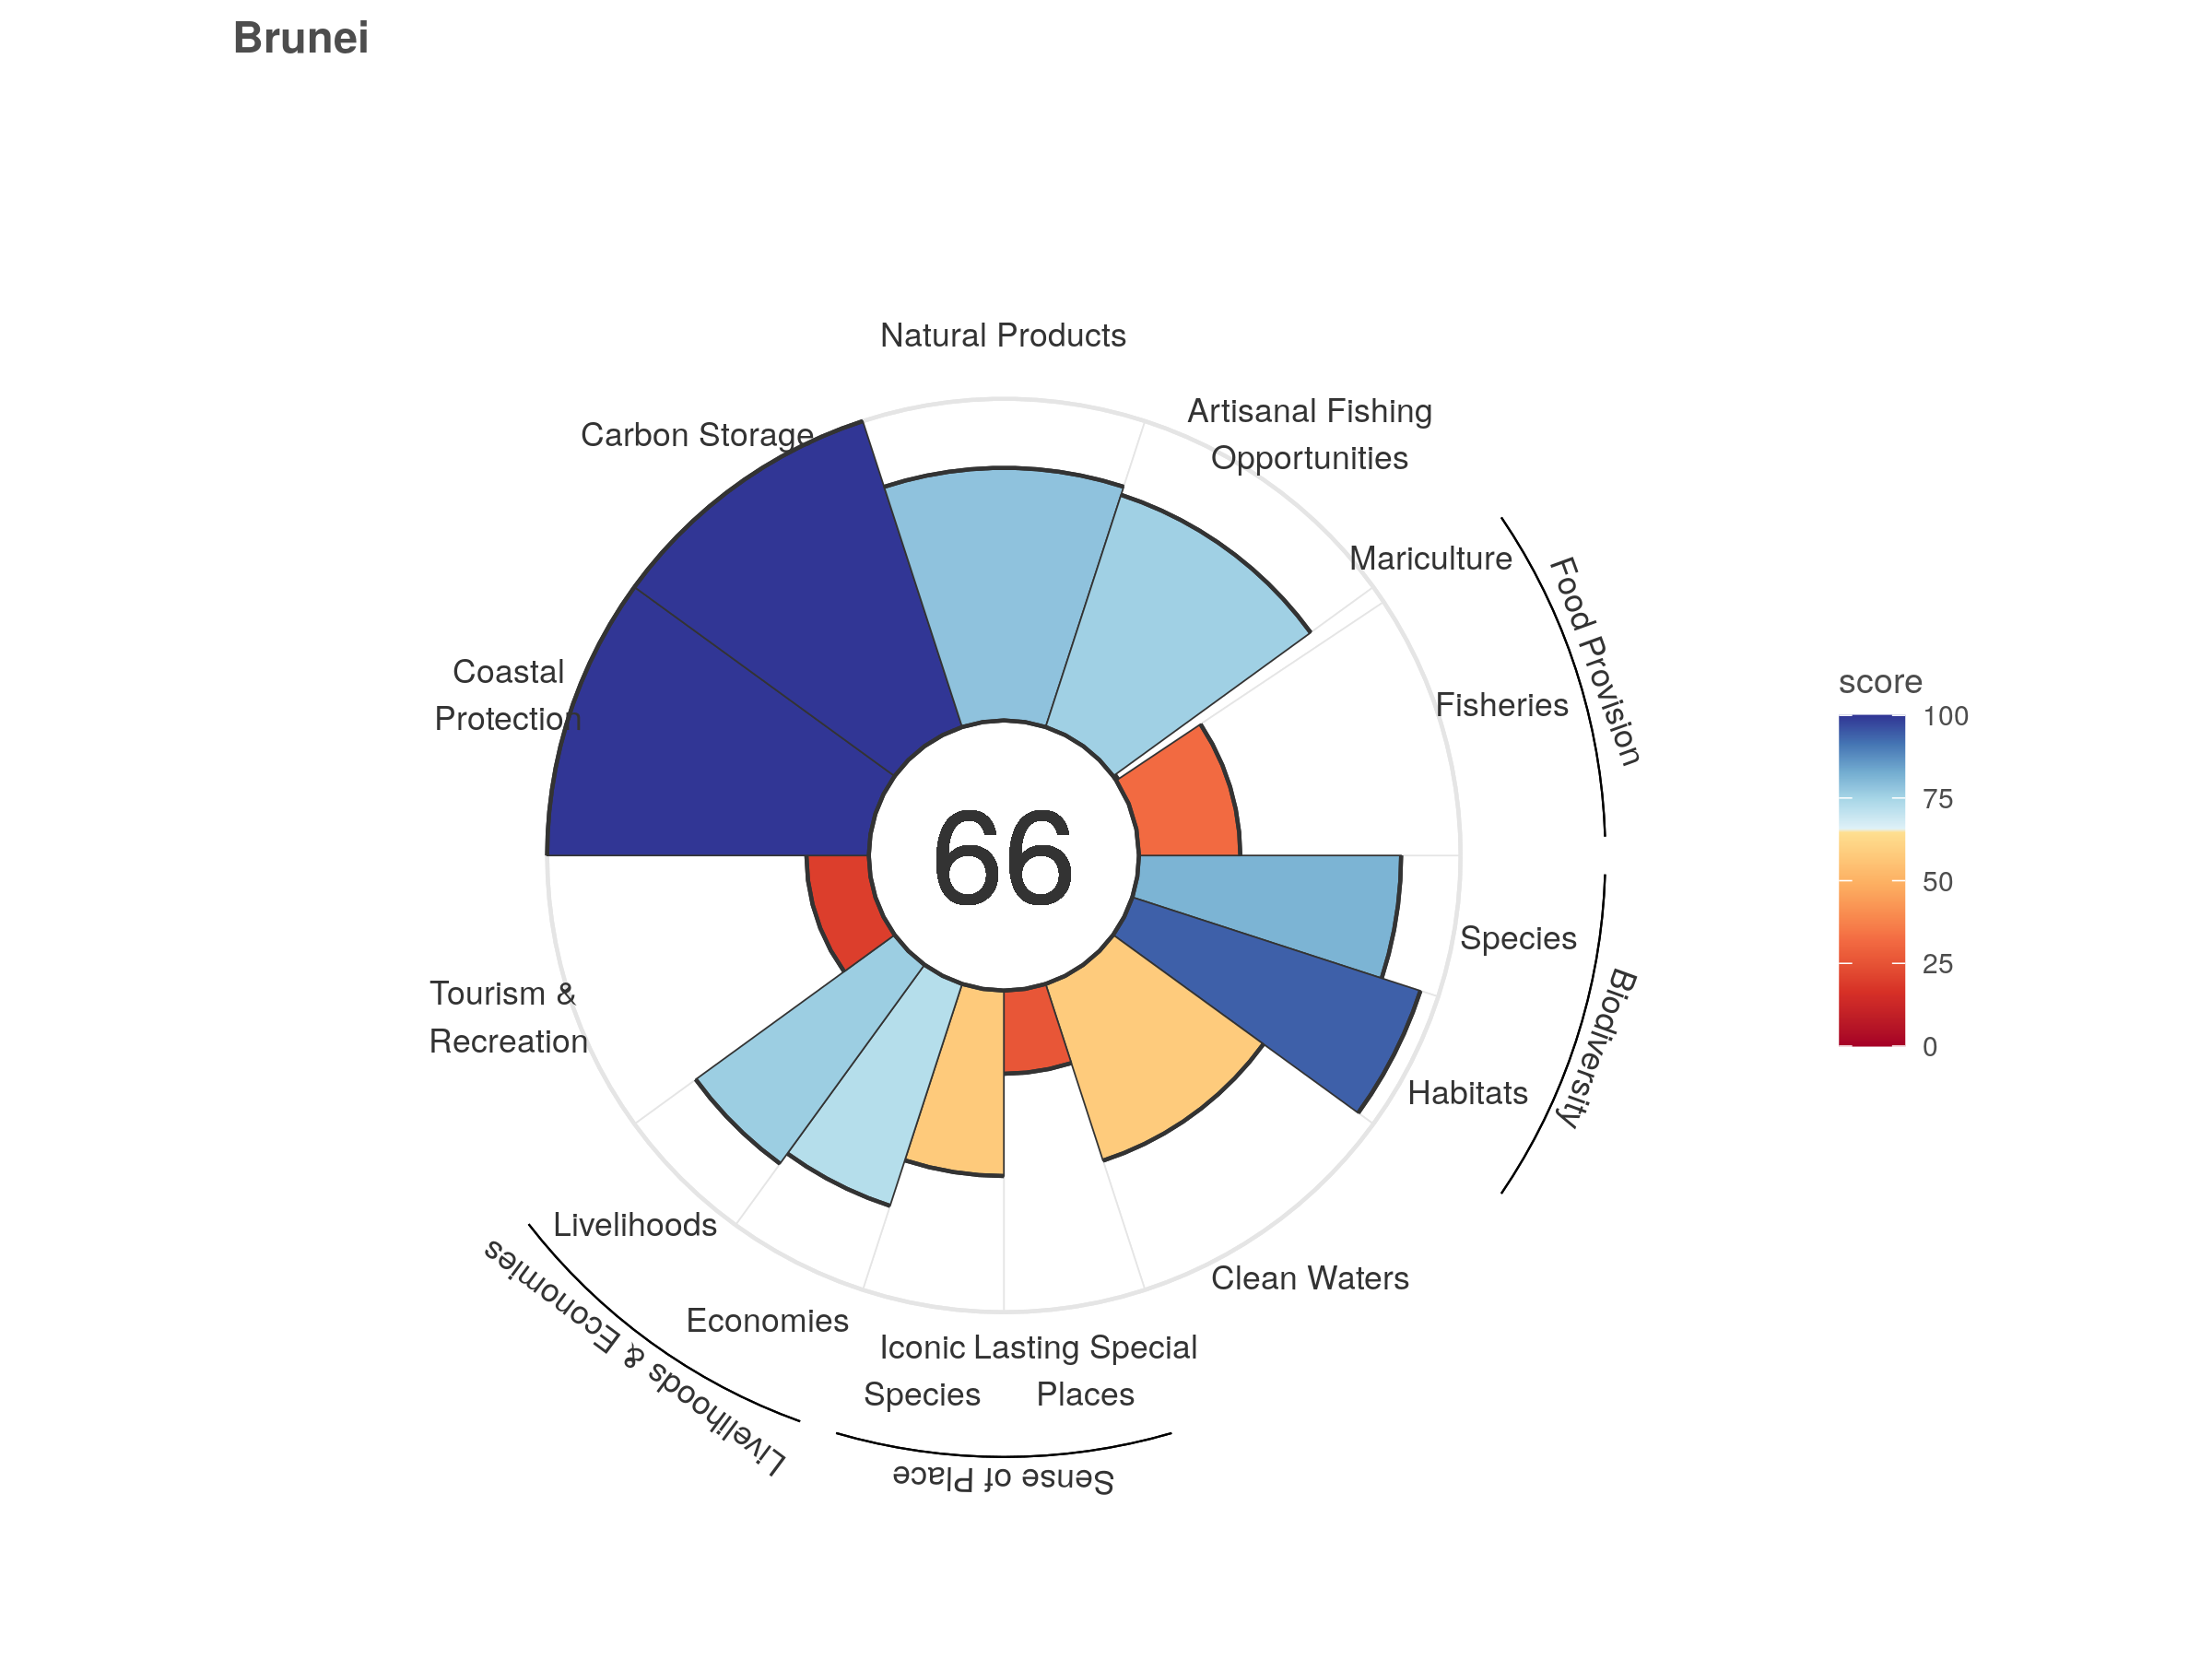 Brunei
Natural Products
Artisanal Fishing
Opportunities
Carbon Storage
Mariculture
Food Provision
Fisheries
Coastal
Protection
66
score
100
75
50
25
0
Species
Biodiversity
Habitats
Tourism &
Recreation
Livelihoods
Clean Waters
Economies
Livelihoods & Economies
Iconic
Species
Lasting Special
Places
Sense of Place